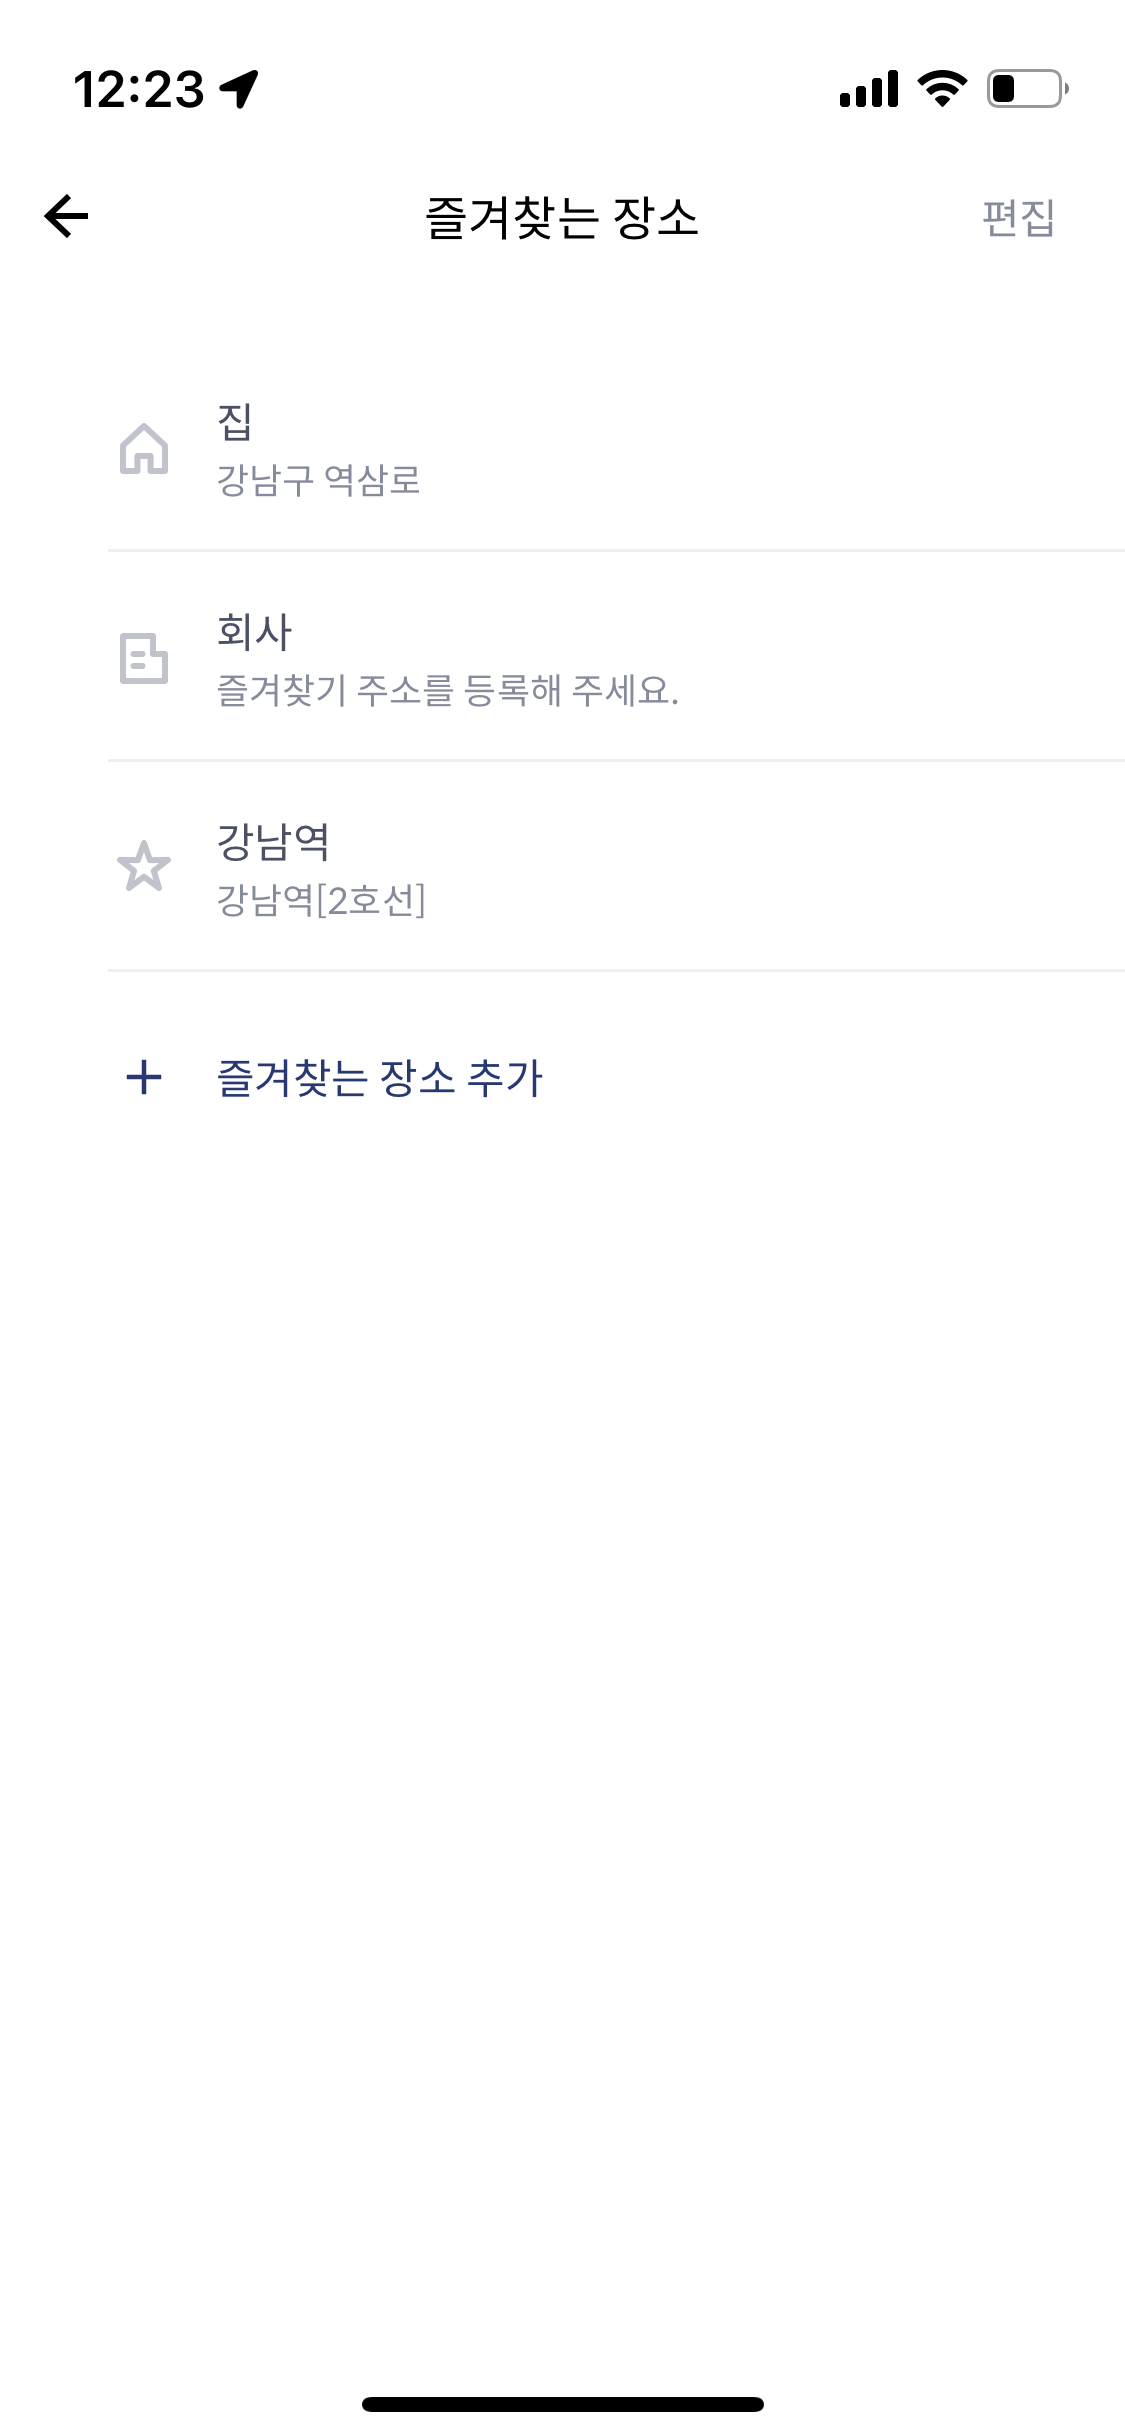 12:23
즐겨찾는 장소
편집
집
강남구 역삼로
회사
즐겨찾기 주소를 등록해 주세요.
강남역
강남역[2호선]
즐겨찾는 장소 추가